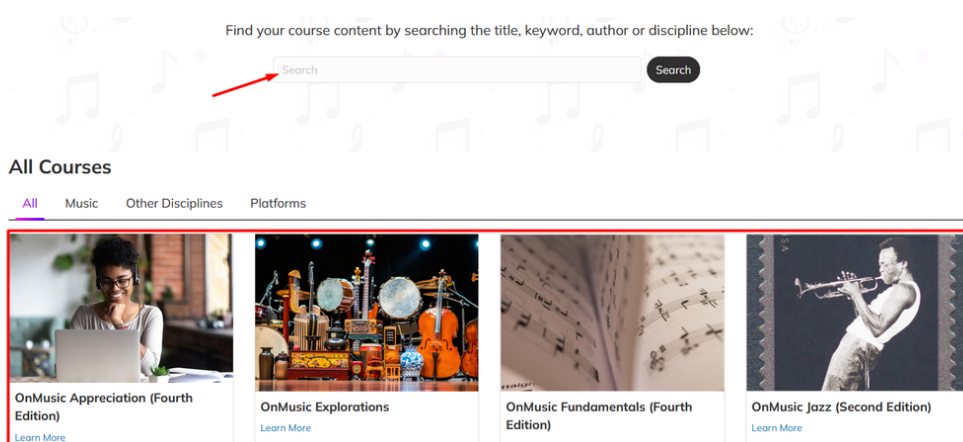 Find your course content by searching the title, keyword, author or discipline below:
Search
Search
All Courses
All Music Other Disciplines Platforms
OnMusic Appreciation (Fourth
Edition)
Learn More
OnMusic Explorations
Learn More
OnMusic Fundamentals (Fourth
Edition)
OnMusic Jazz (Second Edition)
Learn More